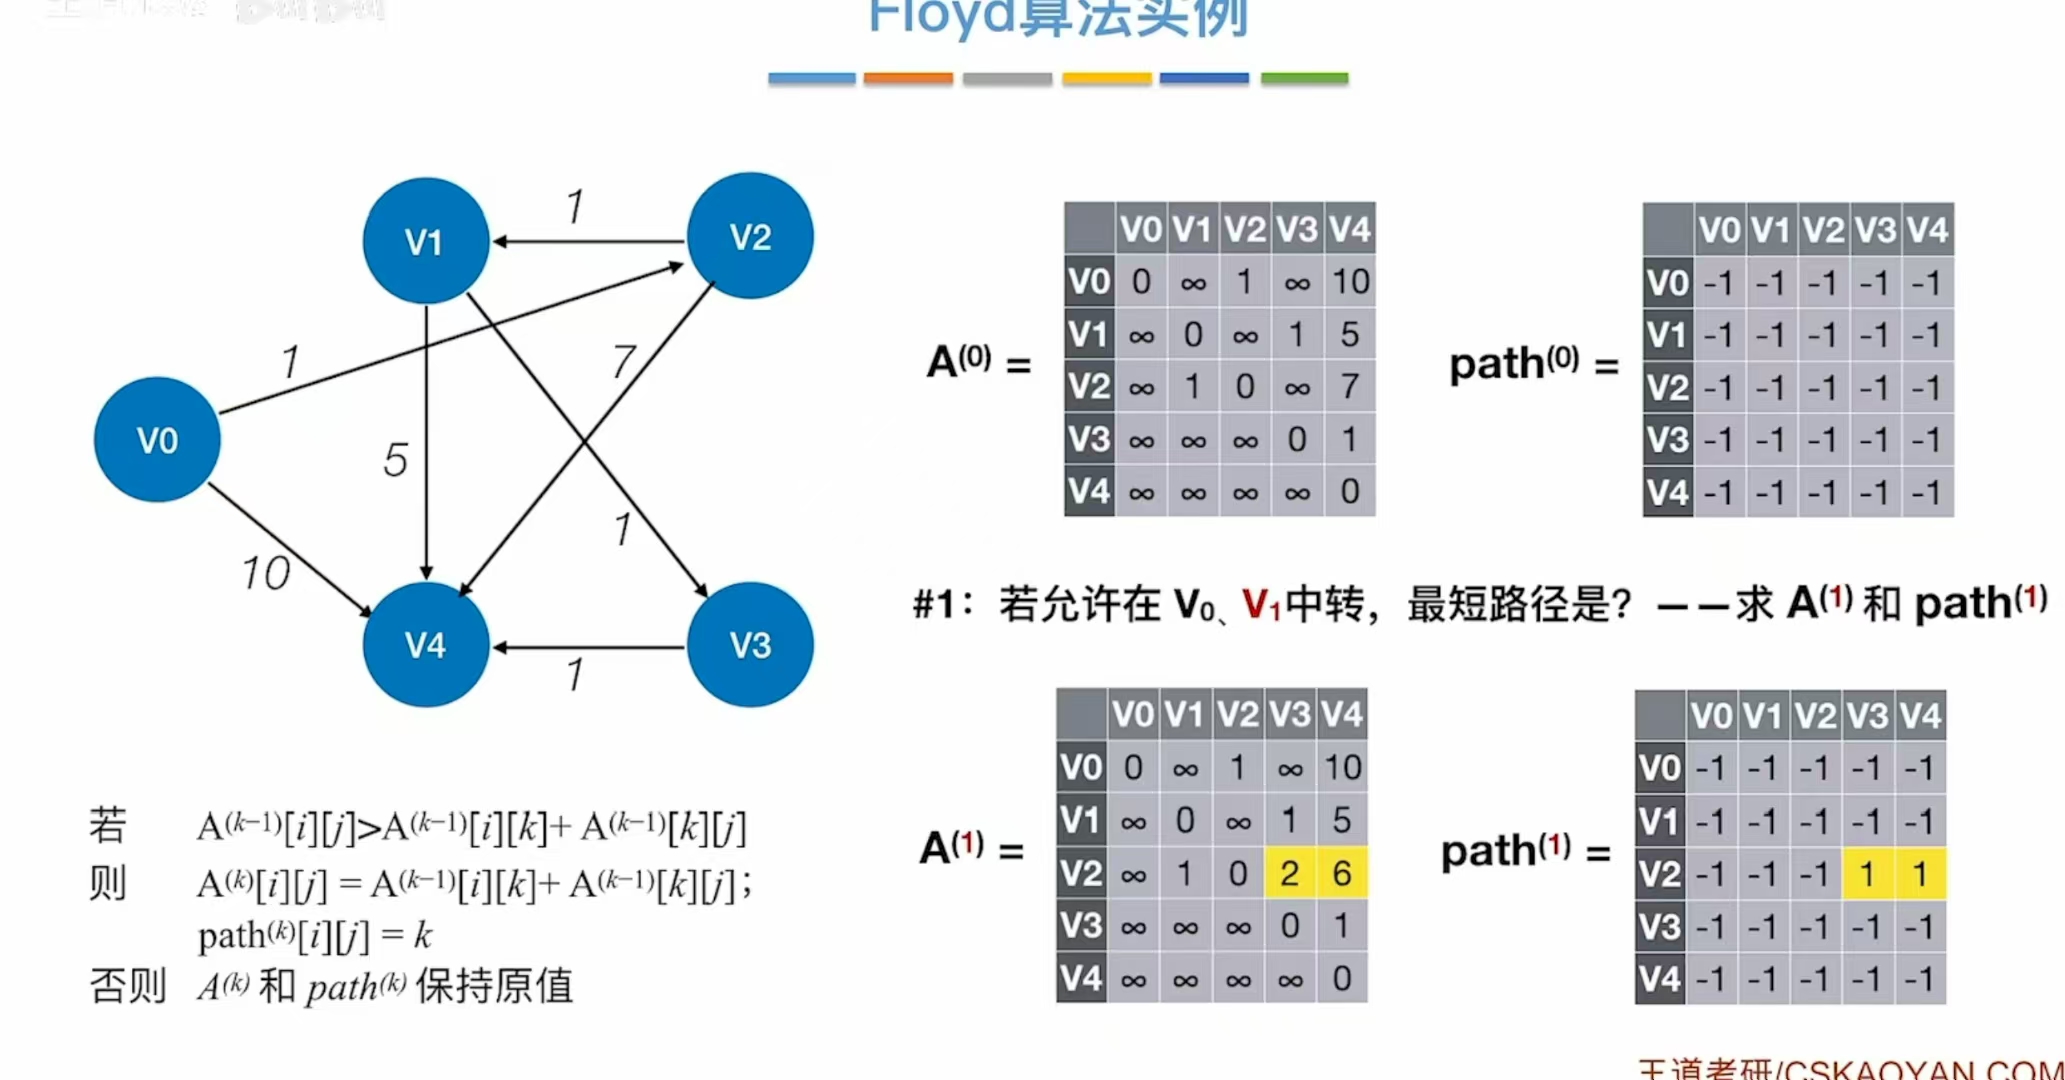 Floyd算法实例
V1
1
V2
1
7
V0
5
10
1
V4
V3
1
A(0) =
V0 V1 V2 V3 V4
V0 0 ∞ 1 ∞ 10
V1 ∞ 0 ∞ 1 5
V2 ∞ 1 0 ∞ 7
V3 ∞ ∞ ∞ 0 1
V4 ∞ ∞ ∞ ∞ 0
path(0) =
V0 V1 V2 V3 V4
V0 -1 -1 -1 -1 -1
V1 -1 -1 -1 -1 -1
V2 -1 -1 -1 -1 -1
V3 -1 -1 -1 -1 -1
V4 -1 -1 -1 -1 -1
#1：若允许在 V0、V1中转，最短路径是？——求 A(1) 和 path(1)
若 A(k−1)[i][j]>A(k−1)[i][k]+ A(k−1)[k][j]
则 A(k)[i][j] = A(k−1)[i][k]+ A(k−1)[k][j];
path(k)[i][j] = k
否则 A(k) 和 path(k) 保持原值
A(1) =
V0 V1 V2 V3 V4
V0 0 ∞ 1 ∞ 10
V1 ∞ 0 ∞ 1 5
V2 ∞ 1 0 2 6
V3 ∞ ∞ ∞ 0 1
V4 ∞ ∞ ∞ ∞ 0
path(1) =
V0 V1 V2 V3 V4
V0 -1 -1 -1 -1 -1
V1 -1 -1 -1 -1 -1
V2 -1 -1 -1 1 1
V3 -1 -1 -1 -1 -1
V4 -1 -1 -1 -1 -1
王道考研/CSKAOYAN.COM